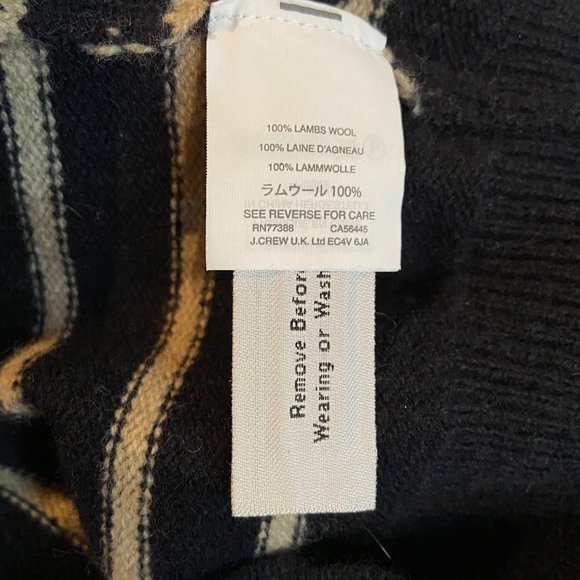 100% LAMBS WOOL
100% LAINE D'AGNEAU
100% LAMMWOLLE
ラムウール 100%
SEE REVERSE FOR CARE
RN77388 CA56445
J.CREW U.K. Ltd EC4V 6JA
Remove Before
Wearing or Wash